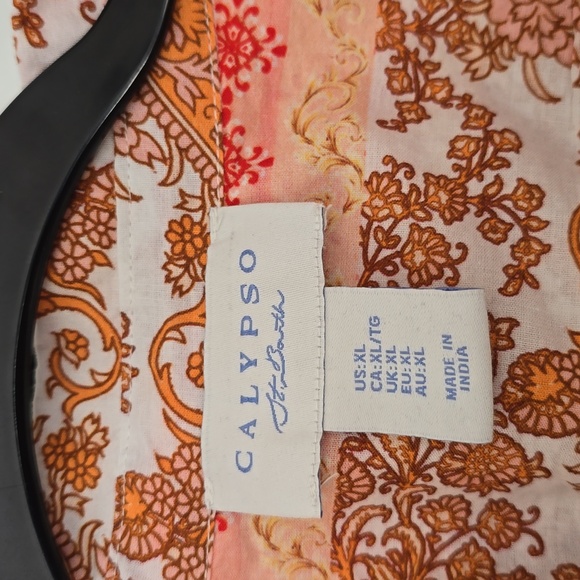 CALYPSO
St. Barth
US:XL
CA:XL/TG
UK:XL
EU:XL
AU:XL
MADE IN
INDIA